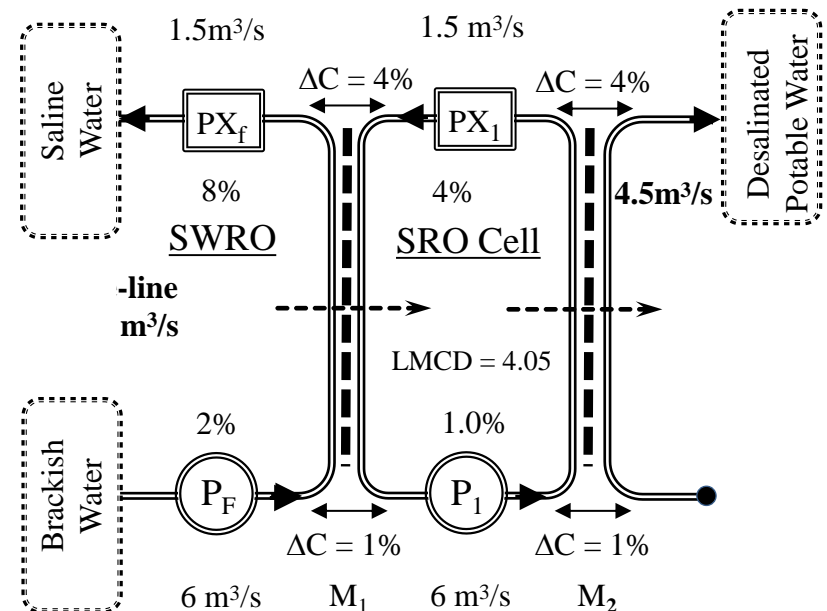 1.5m³/s
1.5 m³/s
ΔC = 4%
ΔC = 4%
Saline
Water
PX_f
PX₁
Desalinated
Potable Water
8%
4%
4.5m³/s
SWRO
SRO Cell
-line
m³/s
LMCD = 4.05
2%
1.0%
Brackish
Water
P_F
P₁
ΔC = 1%
ΔC = 1%
6 m³/s
M₁
6 m³/s
M₂